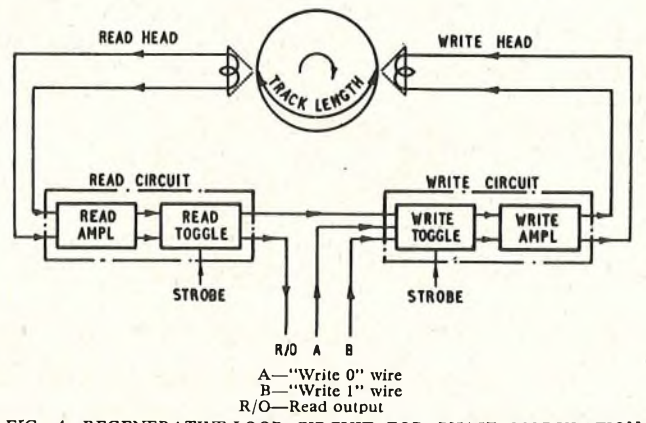 READ HEAD
WRITE HEAD
TRACK LENGTH
READ CIRCUIT
WRITE CIRCUIT
READ AMPL
READ TOGGLE
WRITE TOGGLE
WRITE AMPL
STROBE
STROBE
R/O A B
A—"Write 0" wire
B—"Write 1" wire
R/O—Read output